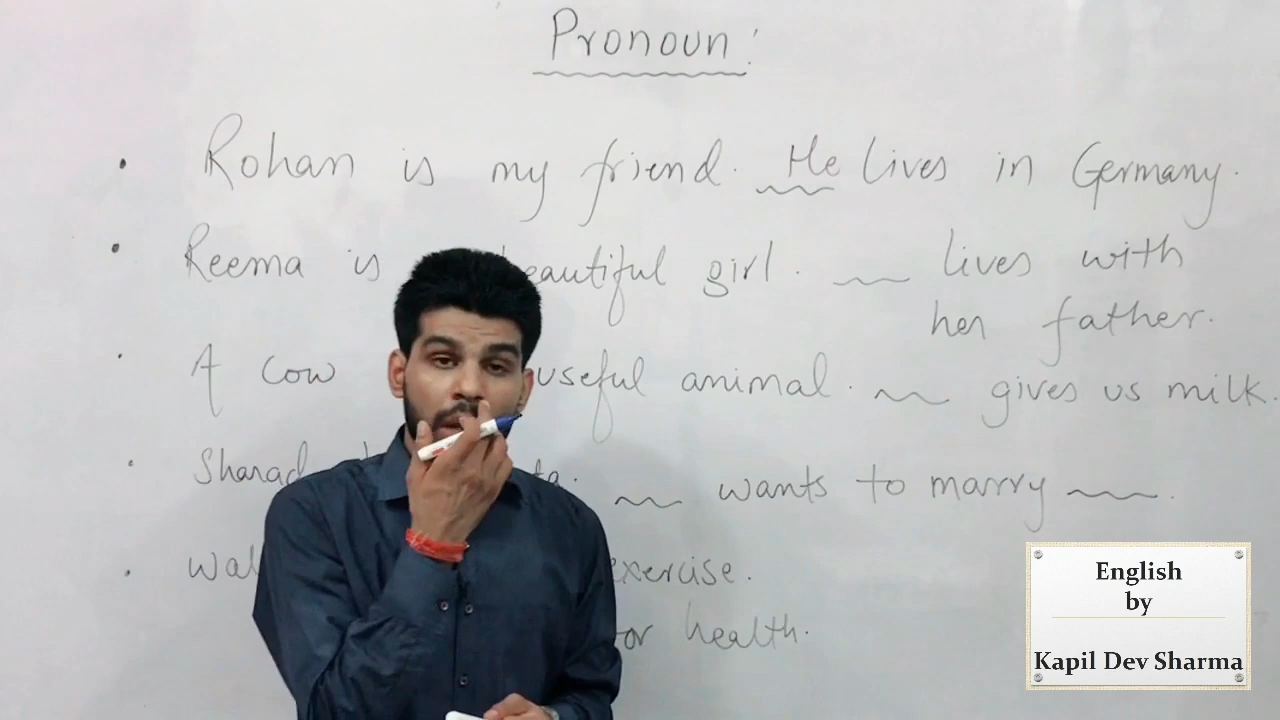 Pronoun:
Rohan is my friend. He lives in Germany.
Reema is beautiful girl. lives with
her father.
A cow useful animal. gives us milk.
Sharad wants to marry
exercise.
for health.
English
by
Kapil Dev Sharma